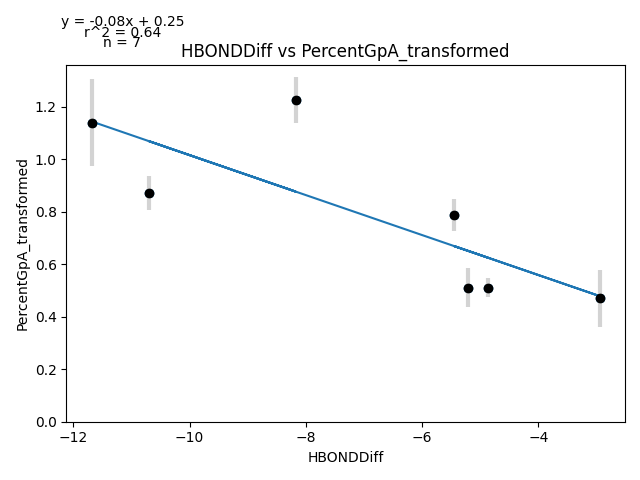 y = -0.08x + 0.25
r^2 = 0.64
n = 7
HBONDDiff vs PercentGpA_transformed
PercentGpA_transformed
1.2
1.0
0.8
0.6
0.4
0.2
0.0
−12
−10
−8
−6
−4
HBONDDiff